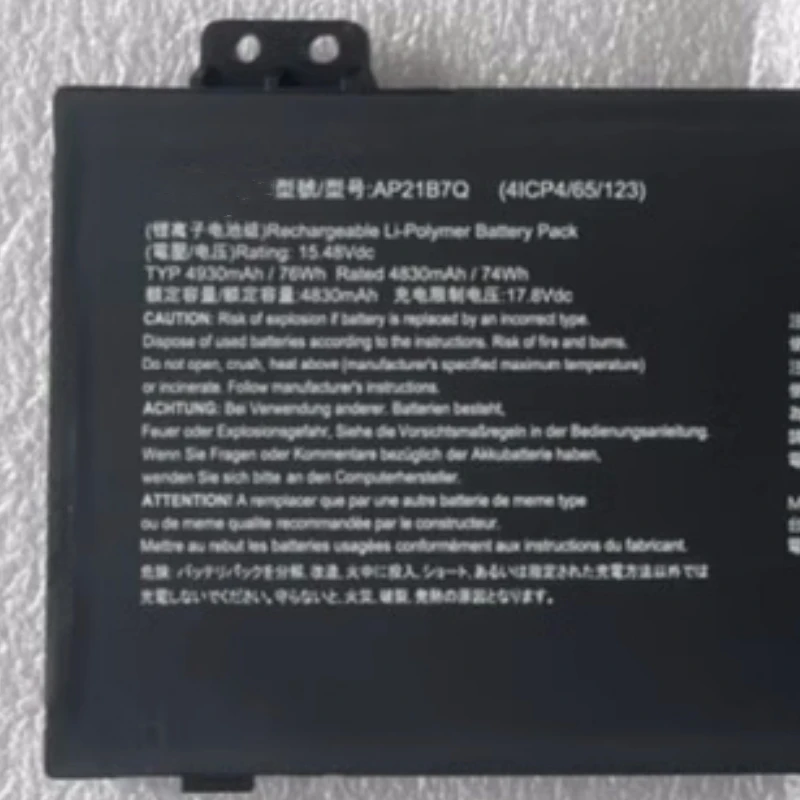 型號/型号:AP21B7Q (4ICP4/65/123)
(锂离子电池组)Rechargeable Li-Polymer Battery Pack
(電壓/电压)Rating: 15.48Vdc
TYP 4930mAh / 76Wh Rated 4830mAh / 74Wh
額定容量/额定容量:4830mAh 充电限制电压:17.8Vdc
CAUTION: Risk of explosion if battery is replaced by an incorrect type.
Dispose of used batteries according to the instructions. Risk of fire and burns.
Do not open, crush, heat above (manufacturer's specified maximum temperature)
or incinerate. Follow manufacturer's instructions.
ACHTUNG: Bei Verwendung anderer. Batterien besteht,
Feuer oder Explosionsgefahr, Siehe die Vorsichtsmaßregeln in der Bedienungsanleitung.
Wenn Sie Fragen oder Kommentare bezüglich der Akkubatterie haben,
wenden Sie sich bitte an den Computerhersteller.
ATTENTION! A remplacer que par une autre batterie de meme type
ou de meme qualite recommandée par le constructeur.
Mettre au rebut les batteries usagées conformément aux instructions du fabricant.
危険: バッテリパックを分解, 改造, 火中に投入, ショート, あるいは指定された充電方法以外では
充電しないでください。守らないと, 火災, 破裂, 発熱の原因となります。